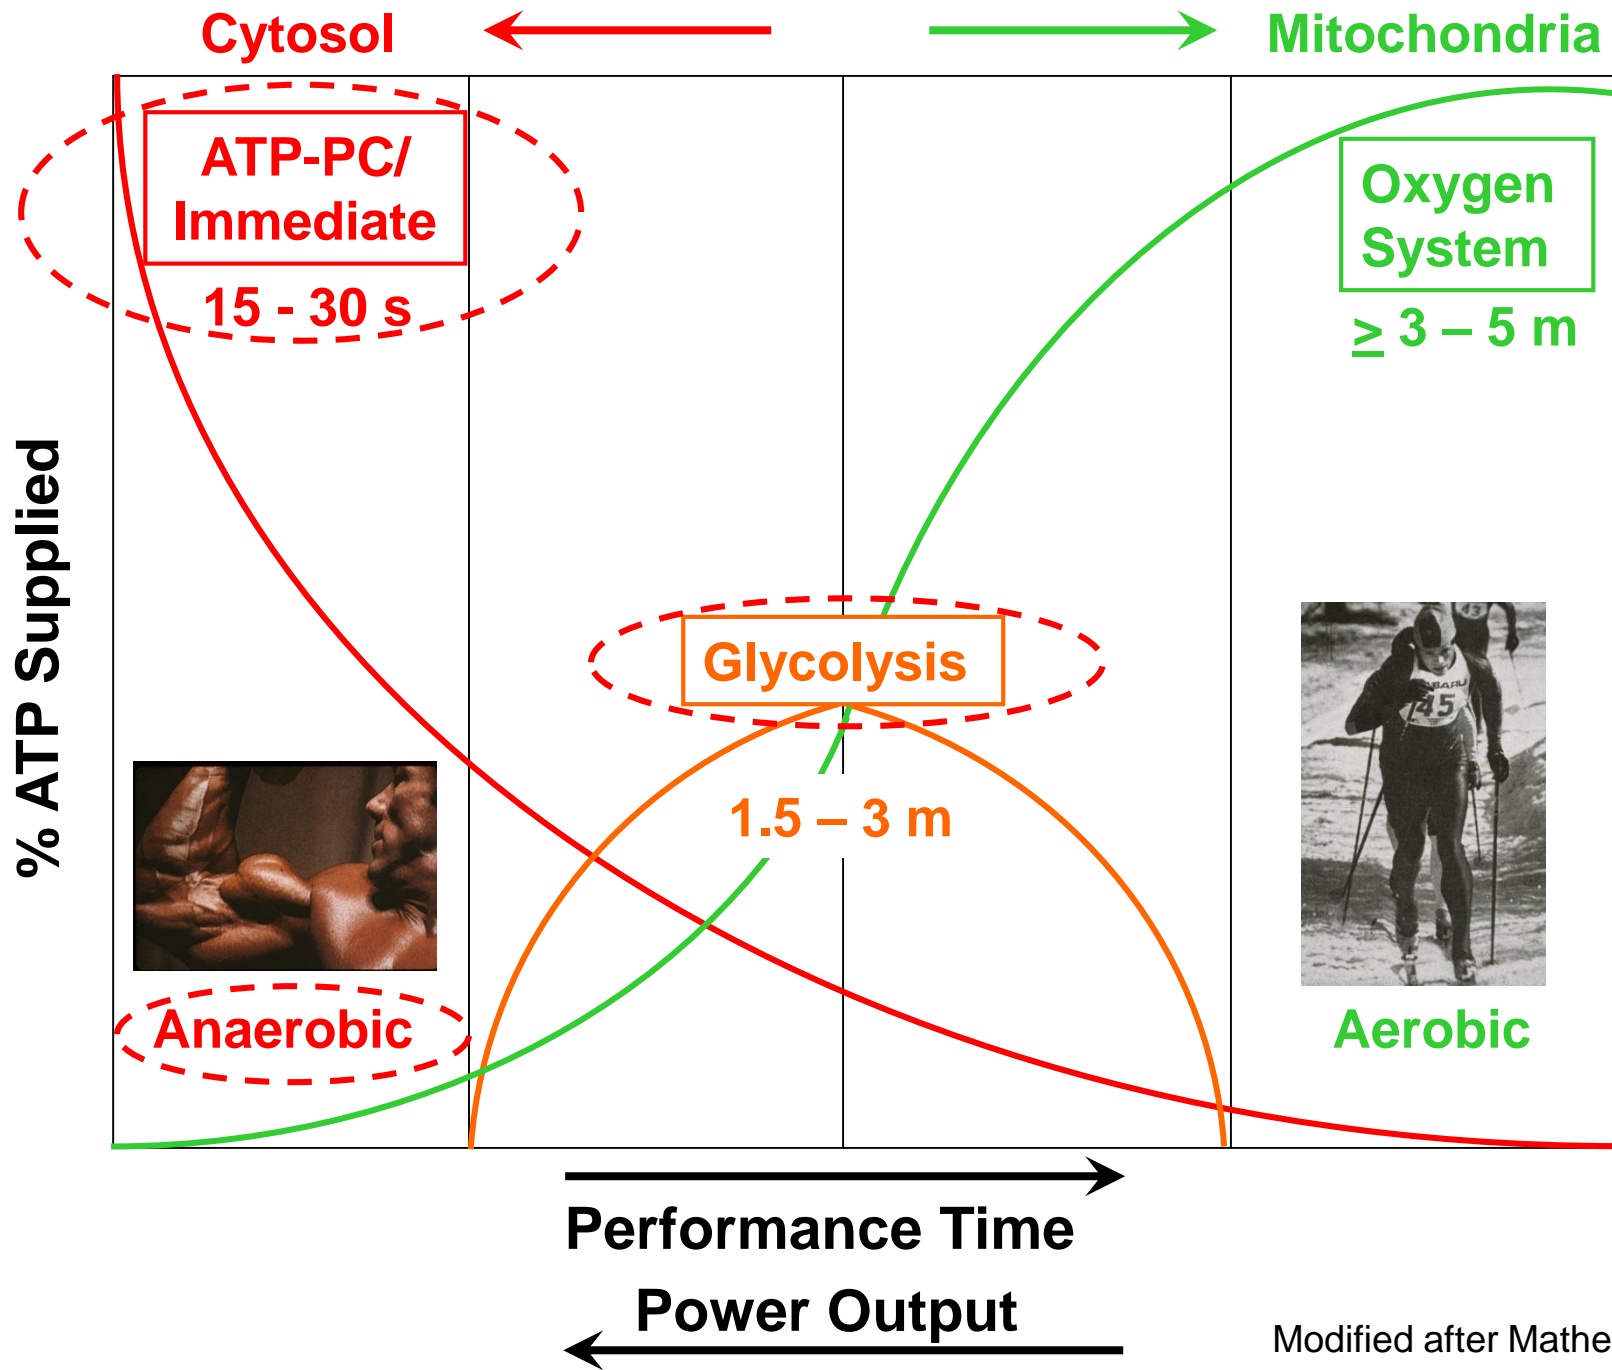 Cytosol
Mitochondria
ATP-PC/
Immediate
15 - 30 s
Oxygen
System
≥ 3 – 5 m
% ATP Supplied
Glycolysis
1.5 – 3 m
45
Anaerobic
Aerobic
Performance Time
Power Output
Modified after Mathe